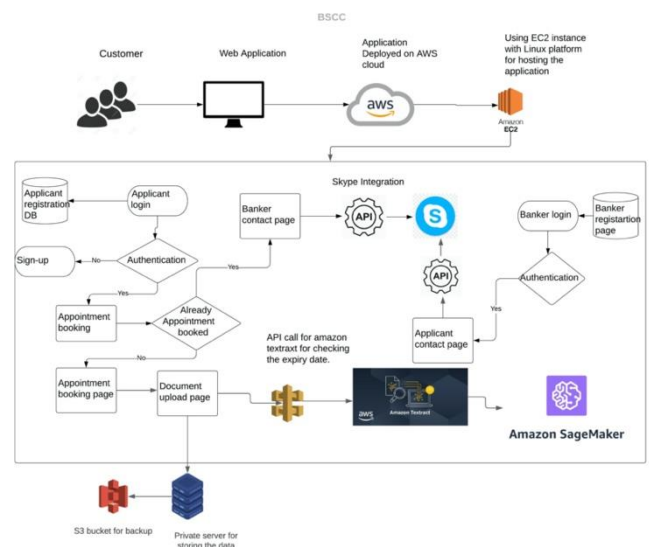 BSCC
Customer
Web Application
Application
Deployed on AWS
cloud
Using EC2 instance
with Linux platform
for hosting the
application
aws
Amazon
EC2
Applicant
registration
DB
Applicant
login
Sign-up
No
Authentication
Yes
Appointment
booking
Already
Appointment
booked
Yes
No
Banker
contact page
Skype Integration
API
S
API
Applicant
contact page
Banker login
Banker
registartion
page
Authentication
Yes
Appointment
booking page
Document
upload page
API call for amazon
textraxt for checking
the expiry date.
aws
Amazon Textract
Amazon SageMaker
S3 bucket for backup
Private server for
storing the data